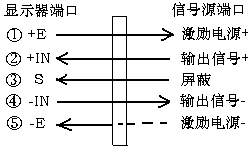 显示器端口 信号源端口
① +E 激励电源+
② +IN 输出信号+
③ S 屏蔽
④ -IN 输出信号-
⑤ -E 激励电源-